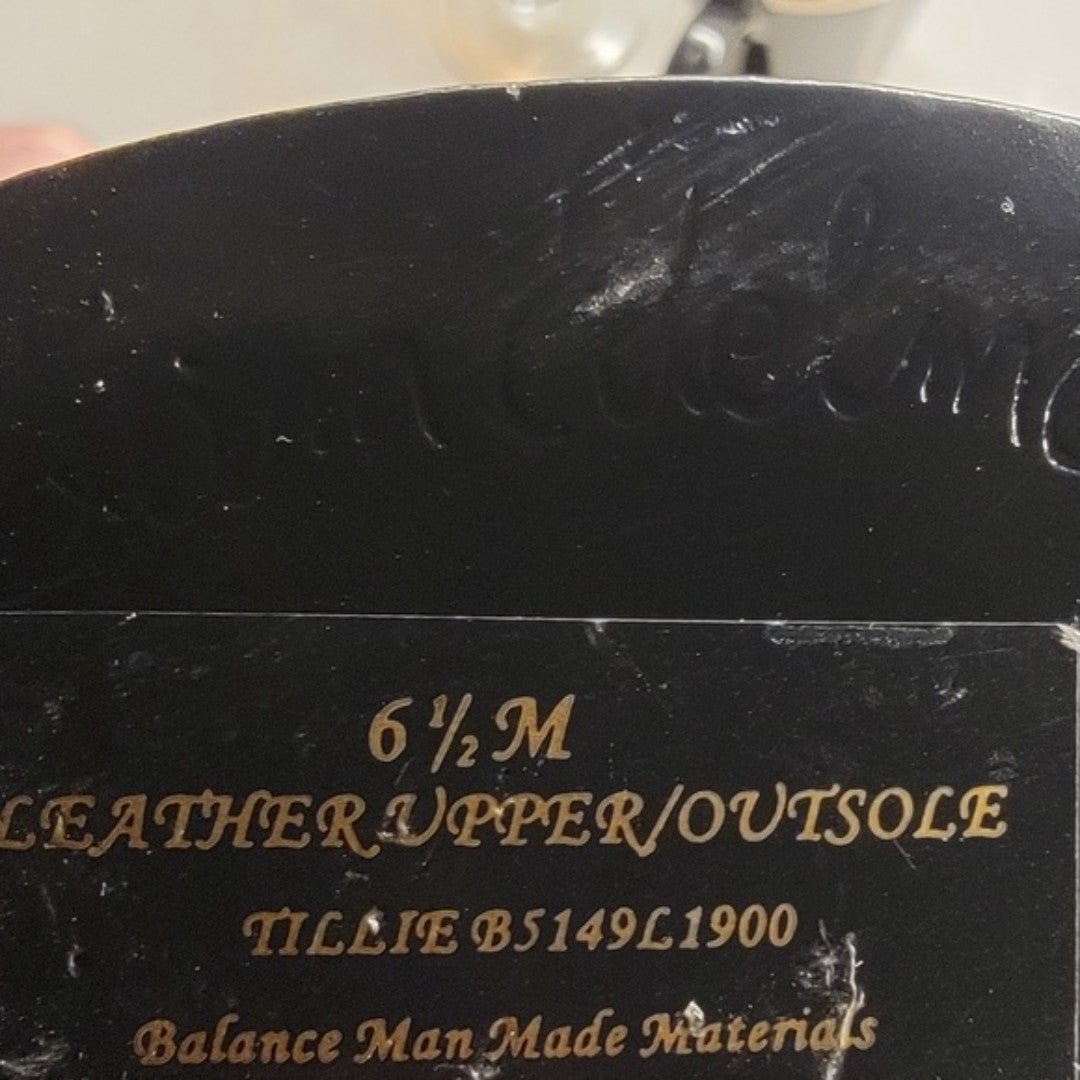 6 ½ M
LEATHER UPPER/OUTSOLE
TILLIE B5149L1900
Balance Man Made Materials